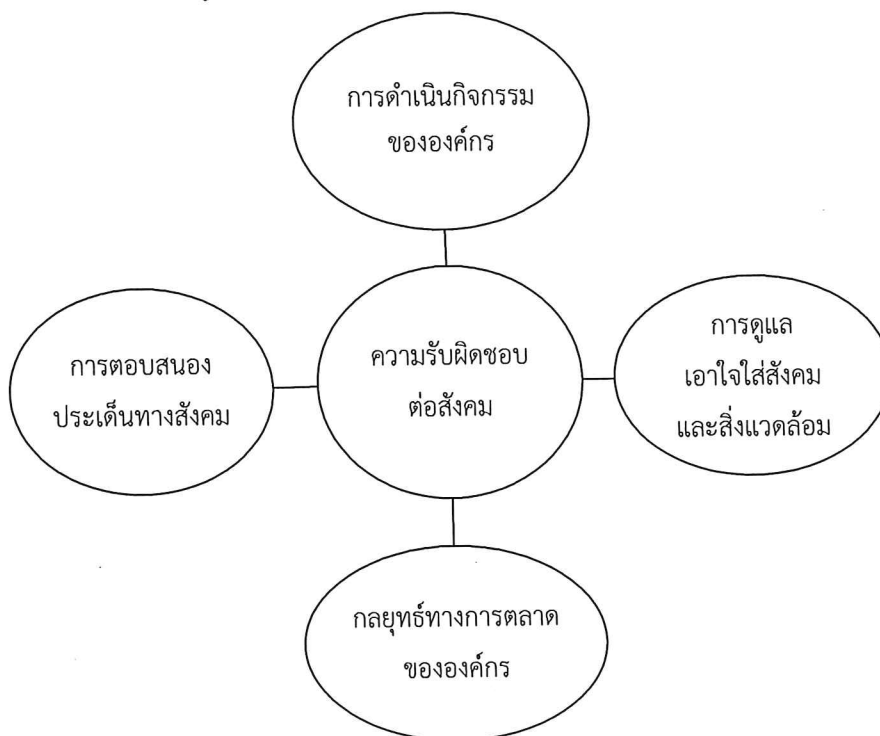 การดำเนินกิจกรรม
ขององค์กร
การตอบสนอง
ประเด็นทางสังคม
ความรับผิดชอบ
ต่อสังคม
การดูแล
เอาใจใส่สังคม
และสิ่งแวดล้อม
กลยุทธ์ทางการตลาด
ขององค์กร